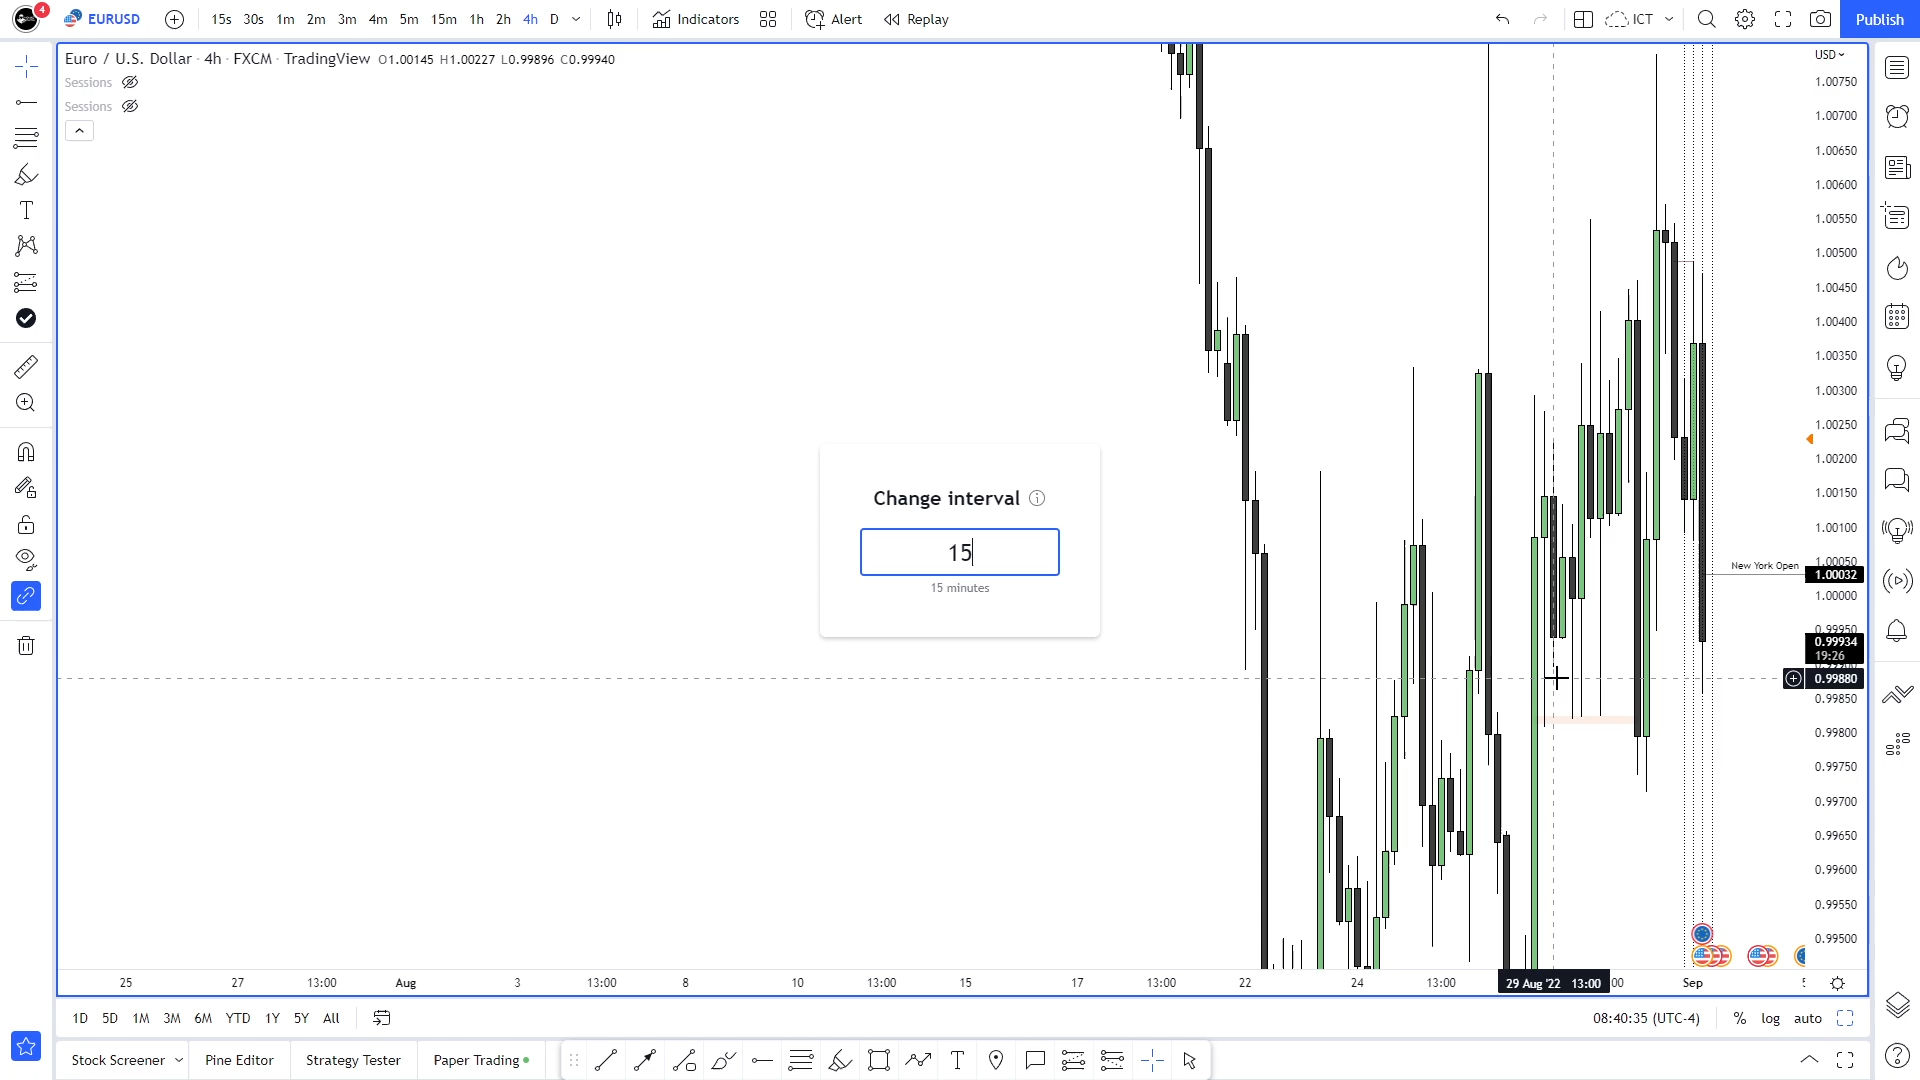 4
EURUSD
15s 30s 1m 2m 3m 4m 5m 15m 1h 2h 4h D
Indicators
Alert
Replay
ICT
Publish
Euro / U.S. Dollar · 4h · FXCM · TradingView O1.00145 H1.00227 L0.99896 C0.99940
USD
Sessions
Sessions
1.00750
1.00700
1.00650
1.00600
1.00550
1.00500
1.00450
1.00400
1.00350
1.00300
1.00250
1.00200
1.00150
1.00100
1.00050
New York Open
1.00032
1.00000
0.99950
0.99934
19:26
0.99880
0.99850
0.99800
0.99750
0.99700
0.99650
0.99600
0.99550
0.99500
Change interval
15
15 minutes
25 27 13:00 Aug 3 13:00 8 10 13:00 15 17 13:00 22 24 13:00 29 Aug '22 13:00 :00 Sep
1D 5D 1M 3M 6M YTD 1Y 5Y All
08:40:35 (UTC-4)
% log auto
Stock Screener
Pine Editor
Strategy Tester
Paper Trading